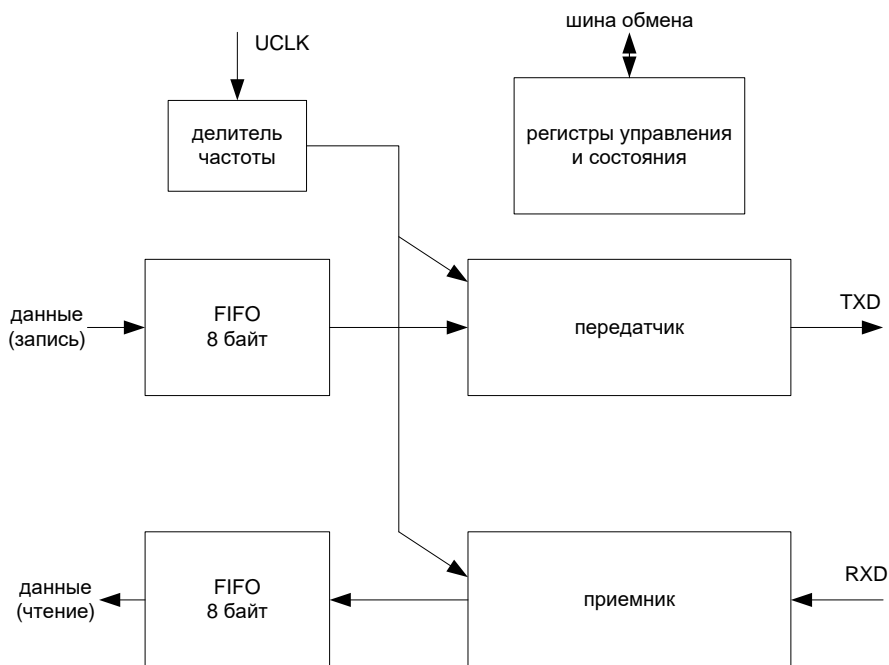 шина обмена
UCLK
делитель
частоты
регистры управления
и состояния
данные
(запись)
FIFO
8 байт
передатчик
TXD
данные
(чтение)
FIFO
8 байт
приемник
RXD